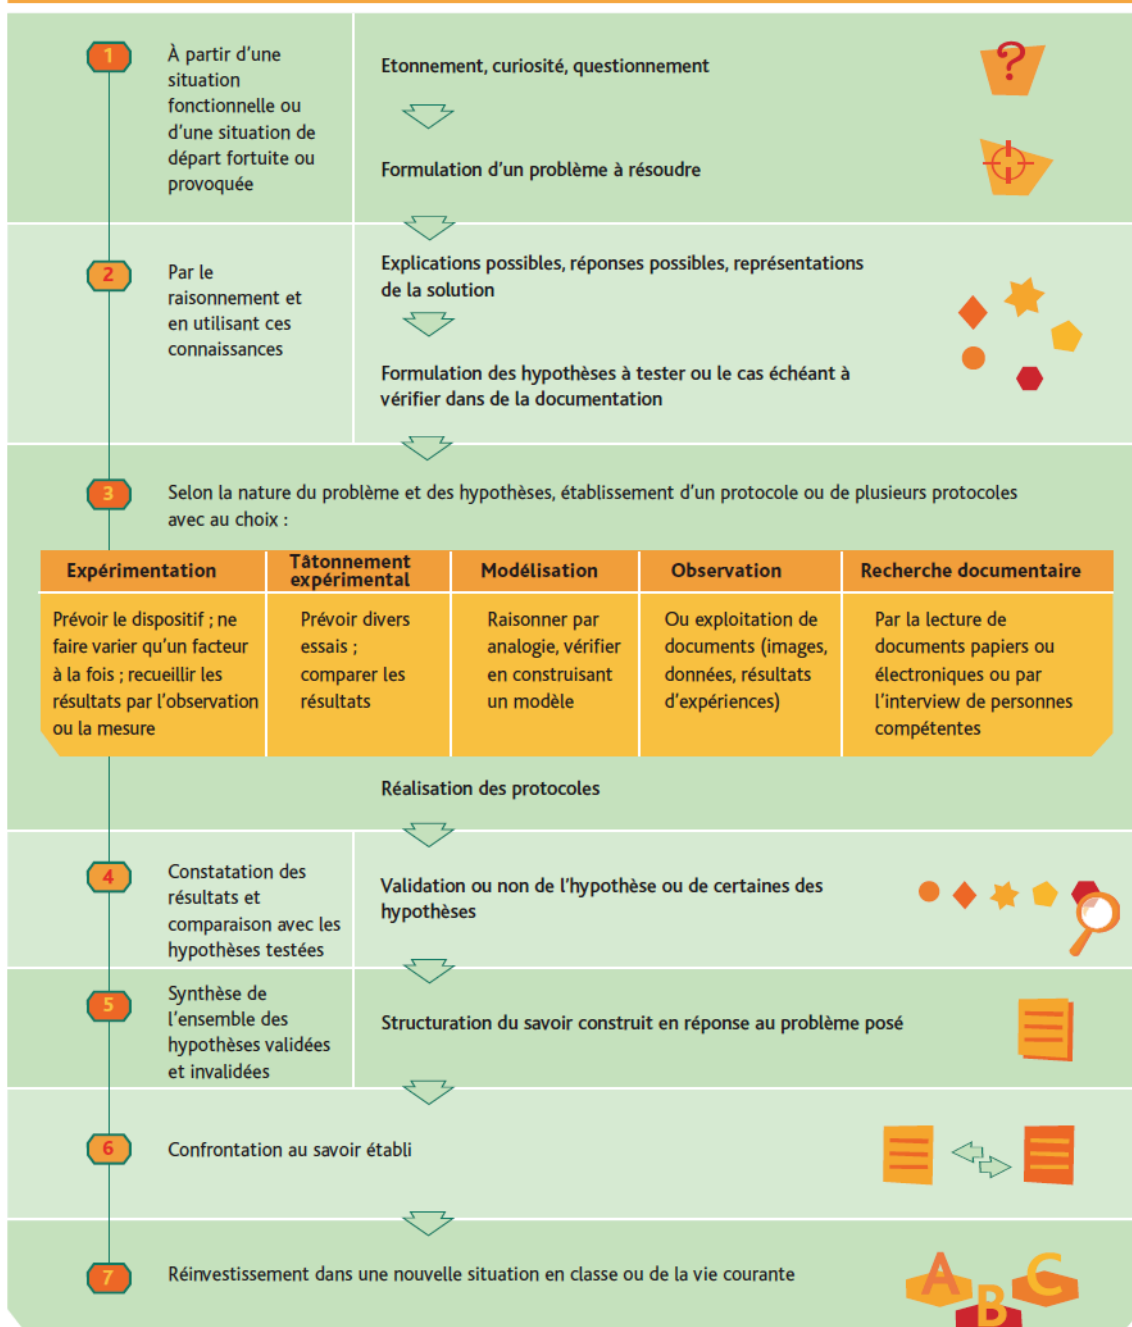 1
À partir d'une
situation
fonctionnelle ou
d'une situation de
départ fortuite ou
provoquée
Etonnement, curiosité, questionnement
?
Formulation d'un problème à résoudre
2
Par le
raisonnement et
en utilisant ces
connaissances
Explications possibles, réponses possibles, représentations
de la solution
Formulation des hypothèses à tester ou le cas échéant à
vérifier dans de la documentation
3
Selon la nature du problème et des hypothèses, établissement d'un protocole ou de plusieurs protocoles
avec au choix :
Expérimentation
Prévoir le dispositif ; ne
faire varier qu'un facteur
à la fois ; recueillir les
résultats par l'observation
ou la mesure
Tâtonnement
expérimental
Prévoir divers
essais ;
comparer les
résultats
Modélisation
Raisonner par
analogie, vérifier
en construisant
un modèle
Observation
Ou exploitation de
documents (images,
données, résultats
d'expériences)
Recherche documentaire
Par la lecture de
documents papiers ou
électroniques ou par
l'interview de personnes
compétentes
Réalisation des protocoles
4
Constatation des
résultats et
comparaison avec les
hypothèses testées
Validation ou non de l'hypothèse ou de certaines des
hypothèses
5
Synthèse de
l'ensemble des
hypothèses validées
et invalidées
Structuration du savoir construit en réponse au problème posé
6
Confrontation au savoir établi
7
Réinvestissement dans une nouvelle situation en classe ou de la vie courante
A B C